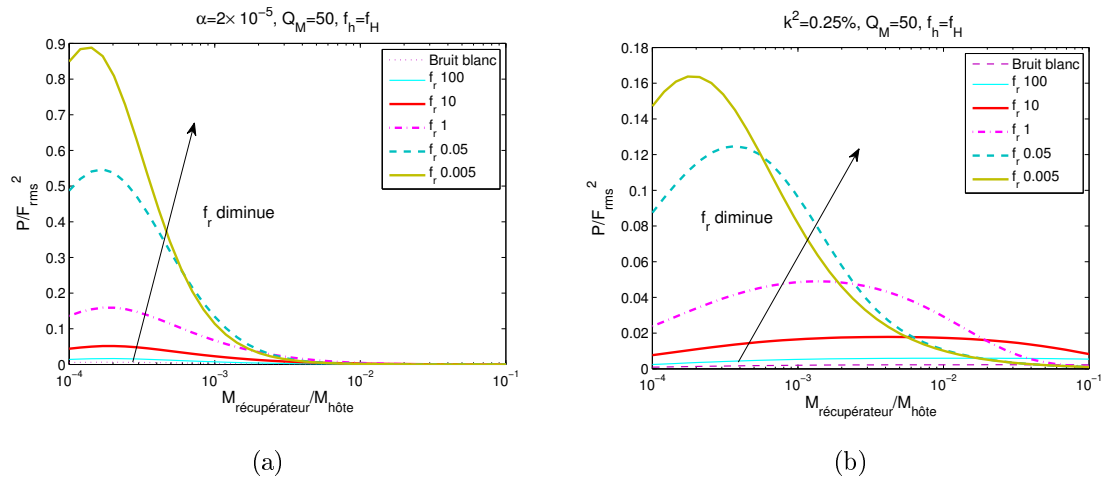 α=2× 10⁻⁵, Q_M=50, f_h=f_H
P/F_rms²
0.9
0.8
0.7
0.6
0.5
0.4
0.3
0.2
0.1
0
Bruit blanc
f_r 100
f_r 10
f_r 1
f_r 0.05
f_r 0.005
f_r diminue
10⁻⁴
10⁻³
10⁻²
10⁻¹
M_récupérateur/M_hôte
(a)
k²=0.25%, Q_M=50, f_h=f_H
P/F_rms²
0.18
0.16
0.14
0.12
0.1
0.08
0.06
0.04
0.02
0
Bruit blanc
f_r 100
f_r 10
f_r 1
f_r 0.05
f_r 0.005
f_r diminue
10⁻⁴
10⁻³
10⁻²
10⁻¹
M_récupérateur/M_hôte
(b)